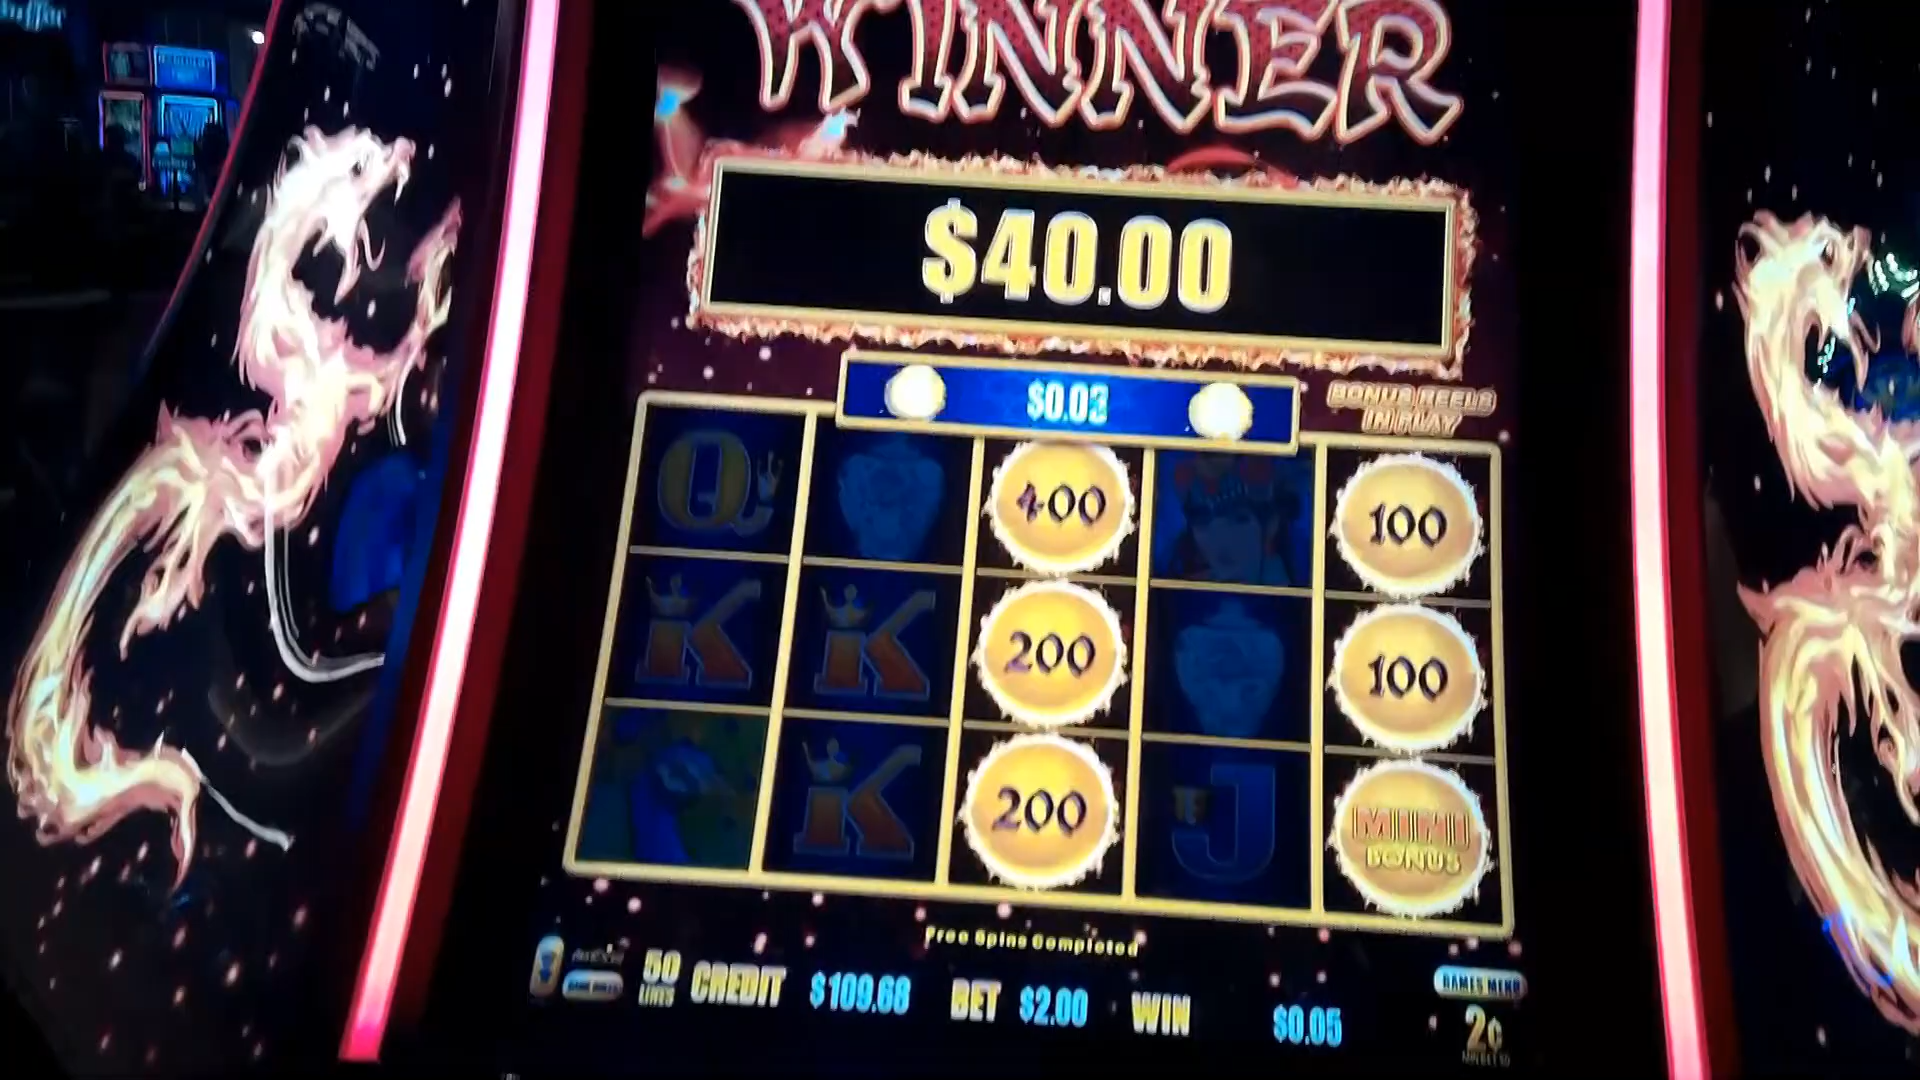 WINNER
$40.00
$0.03
BONUS REELS
IN PLAY
Q
400
100
K
K
200
100
K
200
J
MINI
BONUS
Free Spins Completed
50
LINES
CREDIT $109.68 BET $2.00 WIN $0.05
GAMES MENU
2¢